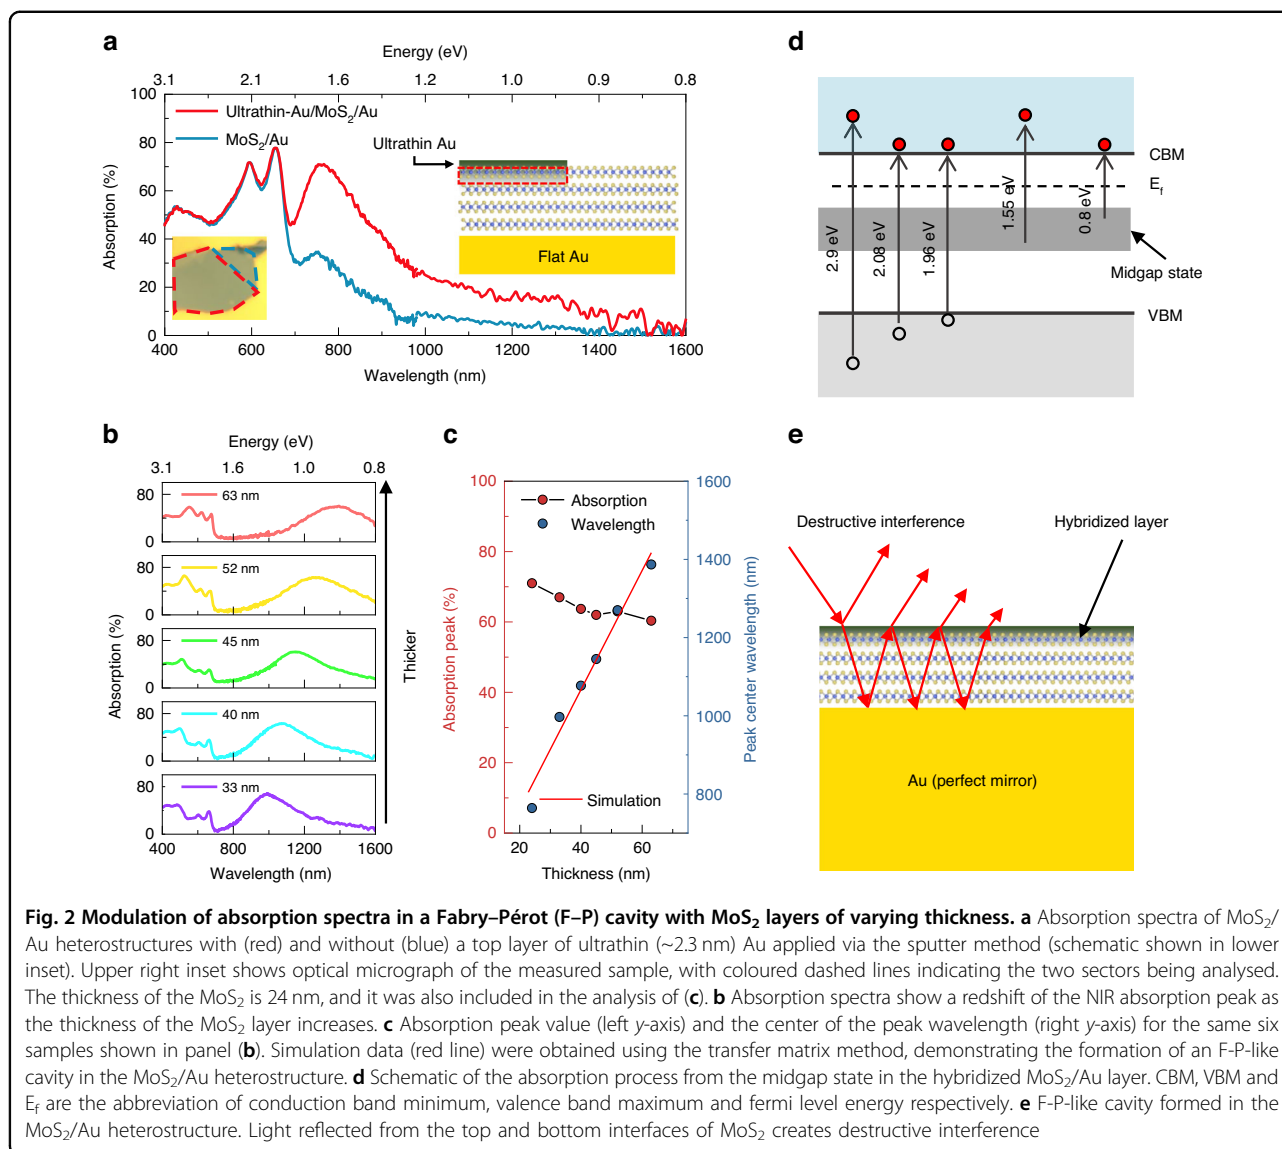 a
Energy (eV)
3.1 2.1 1.6 1.2 1.0 0.9 0.8
100
80
60
40
20
0
Absorption (%)
Ultrathin-Au/MoS₂/Au
MoS₂/Au
Ultrathin Au
Flat Au
400 600 800 1000 1200 1400 1600
Wavelength (nm)
d
CBM
E_f
Midgap state
VBM
2.9 eV
2.08 eV
1.96 eV
1.55 eV
0.8 eV
b
Energy (eV)
3.1 1.6 1.0 0.8
80
0
63 nm
80
0
52 nm
80
0
45 nm
80
0
40 nm
80
0
33 nm
Absorption (%)
Thicker
400 800 1200 1600
Wavelength (nm)
c
100
80
60
40
20
0
Absorption peak (%)
Absorption
Wavelength
Simulation
1600
1400
1200
1000
800
Peak center wavelength (nm)
20 40 60
Thickness (nm)
e
Destructive interference
Hybridized layer
Au (perfect mirror)
Fig. 2 Modulation of absorption spectra in a Fabry–Pérot (F–P) cavity with MoS₂ layers of varying thickness. a Absorption spectra of MoS₂/
Au heterostructures with (red) and without (blue) a top layer of ultrathin (~2.3 nm) Au applied via the sputter method (schematic shown in lower
inset). Upper right inset shows optical micrograph of the measured sample, with coloured dashed lines indicating the two sectors being analysed.
The thickness of the MoS₂ is 24 nm, and it was also included in the analysis of (c). b Absorption spectra show a redshift of the NIR absorption peak as
the thickness of the MoS₂ layer increases. c Absorption peak value (left y-axis) and the center of the peak wavelength (right y-axis) for the same six
samples shown in panel (b). Simulation data (red line) were obtained using the transfer matrix method, demonstrating the formation of an F-P-like
cavity in the MoS₂/Au heterostructure. d Schematic of the absorption process from the midgap state in the hybridized MoS₂/Au layer. CBM, VBM and
E_f are the abbreviation of conduction band minimum, valence band maximum and fermi level energy respectively. e F-P-like cavity formed in the
MoS₂/Au heterostructure. Light reflected from the top and bottom interfaces of MoS₂ creates destructive interference